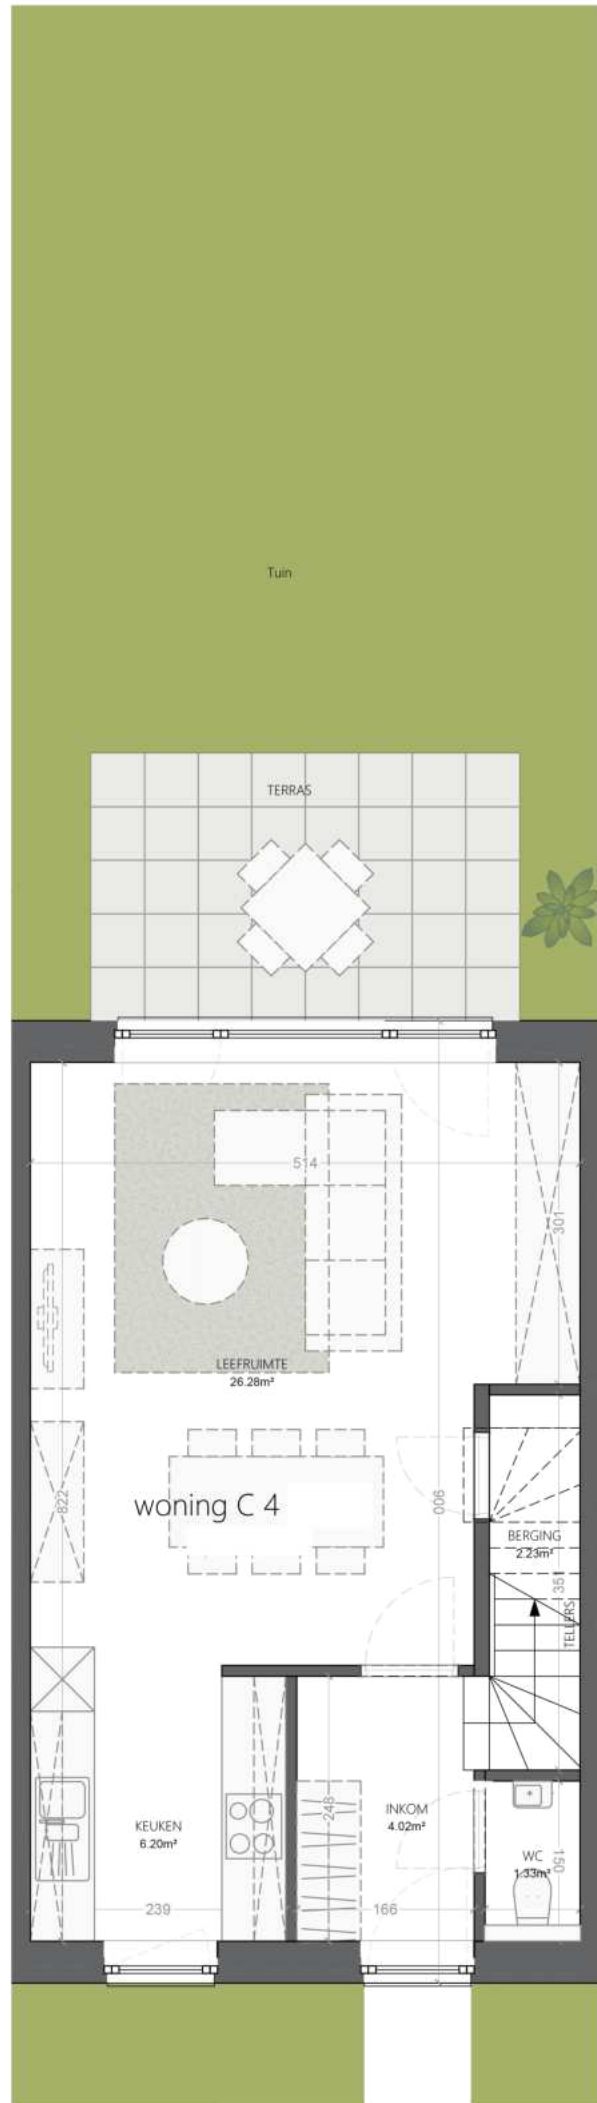 Tuin
TERRAS
514
301
LEEFRUIMTE
26.28m²
822
woning C 4
900
BERGING
2.23m²
351
TELLERS
KEUKEN
6.20m²
248
INKOM
4.02m²
WC
1.33m²
150
239
166